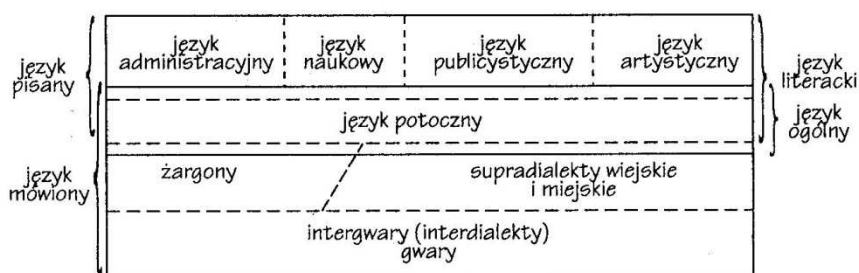 język
administracyjny
język
naukowy
język
publicystyczny
język
artystyczny
język
pisany
język
literacki
język
ogólny
język potoczny
język
mówiony
żargony
supradialekty wiejskie
i miejskie
intergwary (interdialekty)
gwary